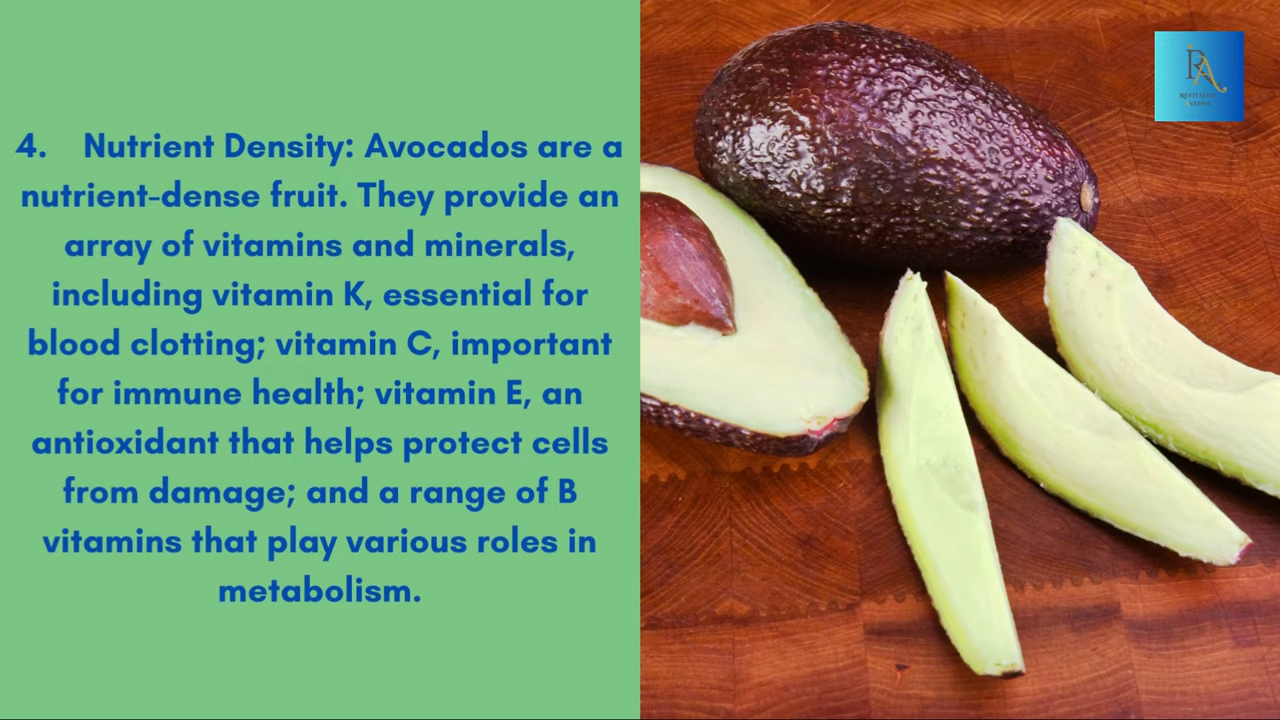 4. Nutrient Density: Avocados are a
nutrient-dense fruit. They provide an
array of vitamins and minerals,
including vitamin K, essential for
blood clotting; vitamin C, important
for immune health; vitamin E, an
antioxidant that helps protect cells
from damage; and a range of B
vitamins that play various roles in
metabolism.
RA